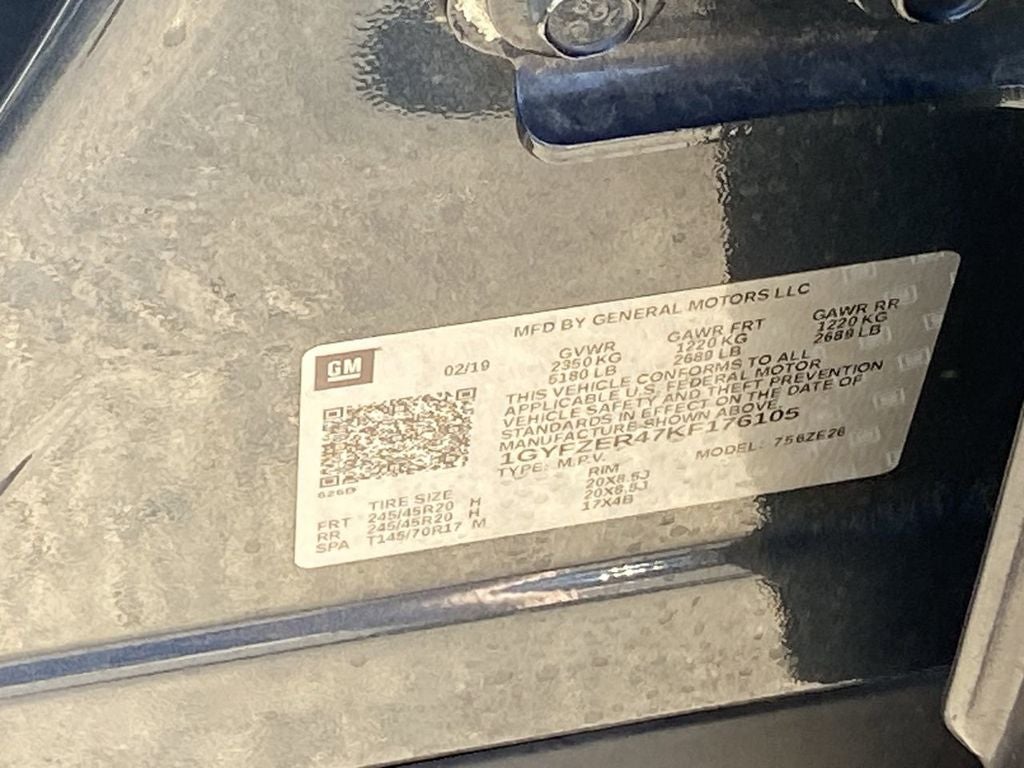 MFD BY GENERAL MOTORS LLC
GM
02/19
GVWR GAWR FRT GAWR RR
2350 KG 1220 KG 1220 KG
5180 LB 2689 LB 2689 LB
THIS VEHICLE CONFORMS TO ALL
APPLICABLE U.S. FEDERAL MOTOR
VEHICLE SAFETY AND THEFT PREVENTION
STANDARDS IN EFFECT ON THE DATE OF
MANUFACTURE SHOWN ABOVE.
1GYFZER47KF176105
TYPE: M.P.V. MODEL:
TIRE SIZE RIM
FRT 245/45R20 H 20X8.5J
RR 245/45R20 H 20X8.5J
SPA T145/70R17 M 17X4B